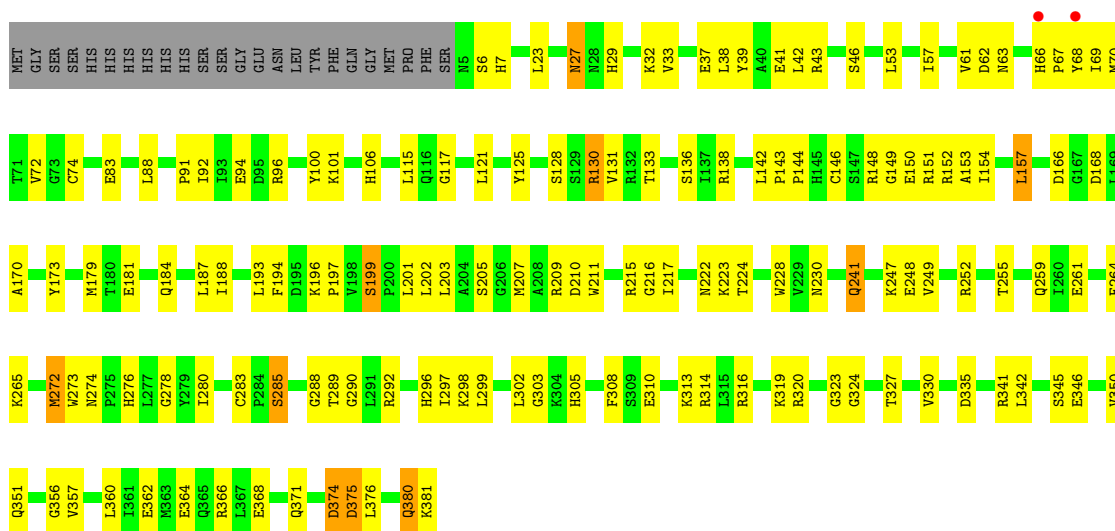 MET GLY SER SER HIS HIS HIS HIS HIS HIS SER SER GLY GLU ASN LEU TYR PHE GLN GLY MET PRO PHE SER N5 S6 H7 L23 N27 N28 H29 K32 V33 E37 L38 Y39 A40 E41 L42 R43 S46 L53 I57 V61 D62 N63 H66 P67 Y68 I69 M70
T71 V72 G73 C74 E83 L88 P91 I92 I93 E94 D95 R96 Y100 K101 H106 L115 Q116 G117 L121 Y125 S128 S129 R130 V131 R132 T133 S136 I137 R138 L142 P143 P144 H145 C146 S147 R148 G149 E150 R151 R152 A153 I154 L157 D166 G167 D168 L169
A170 Y173 M179 T180 E181 Q184 L187 I188 L193 F194 D195 K196 P197 V198 S199 P200 L201 L202 L203 A204 S205 G206 M207 A208 R209 D210 W211 R215 G216 I217 N222 K223 T224 W228 V229 N230 Q241 K247 E248 V249 R252 T255 Q259 I260 E261 E264
K265 M272 W273 N274 P275 H276 L277 G278 Y279 I280 C283 P284 S285 G288 T289 G290 L291 R292 H296 I297 K298 L299 L302 G303 K304 H305 F308 S309 E310 K313 R314 L315 R316 K319 R320 G323 G324 T327 V330 D335 R341 L342 S345 E346 V350
Q351 G356 V357 L360 I361 E362 M363 E364 Q365 R366 L367 E368 Q371 D374 D375 L376 Q380 K381